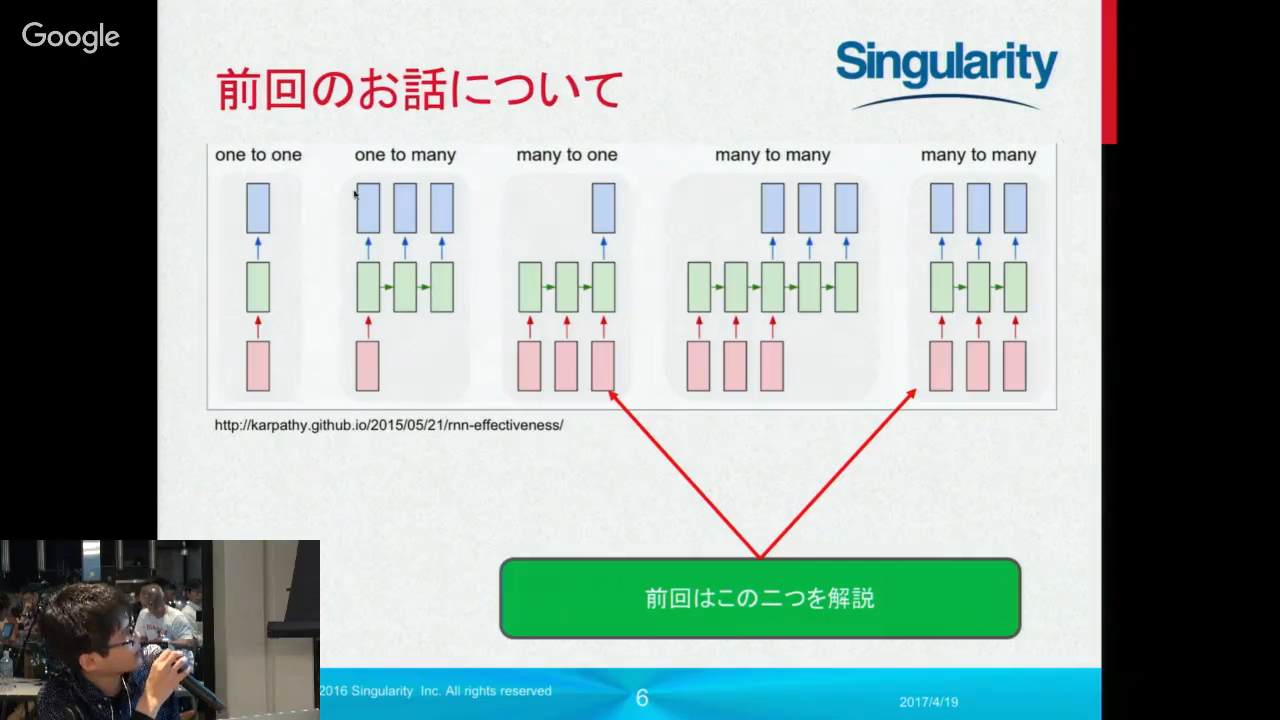 Google
前回のお話について
Singularity
one to one
one to many
many to one
many to many
many to many
http://karpathy.github.io/2015/05/21/rnn-effectiveness/
前回はこの二つを解説
2016 Singularity Inc. All rights reserved
6
2017/4/19